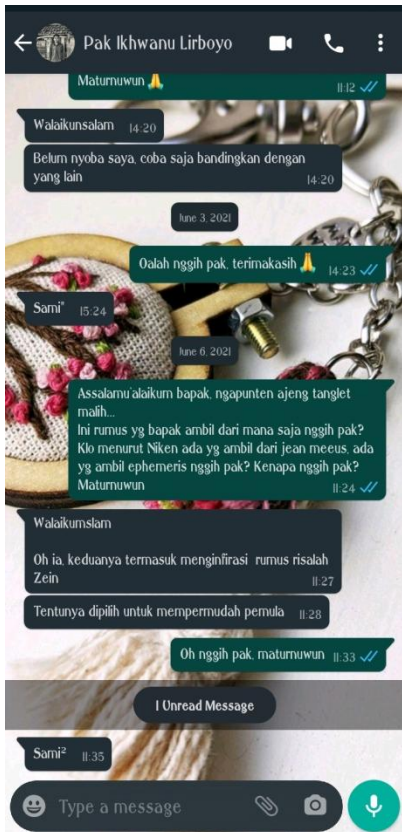 Pak Ikhwanu Lirboyo
Maturnuwun 🙏 11:12
Walaikunsalam 14:20
Belum nyoba saya, coba saja bandingkan dengan
yang lain
14:20
June 3, 2021
Oalah nggih pak, terimakasih 🙏 14:23
Sami" 15:24
June 6, 2021
Assalamu'alaikum bapak, ngapunten ajeng tanglet
malih...
Ini rumus yg bapak ambil dari mana saja nggih pak?
Klo menurut Niken ada yg ambil dari jean meeus, ada
yg ambil ephemeris nggih pak? Kenapa nggih pak?
Maturnuwun 11:24
Walaikumslam
Oh ia, keduanya termasuk menginfirasi rumus risalah
Zein 11:27
Tentunya dipilih untuk mempermudah pemula 11:28
Oh nggih pak, maturnuwun 11:33
1 Unread Message
Sami² 11:35
Type a message